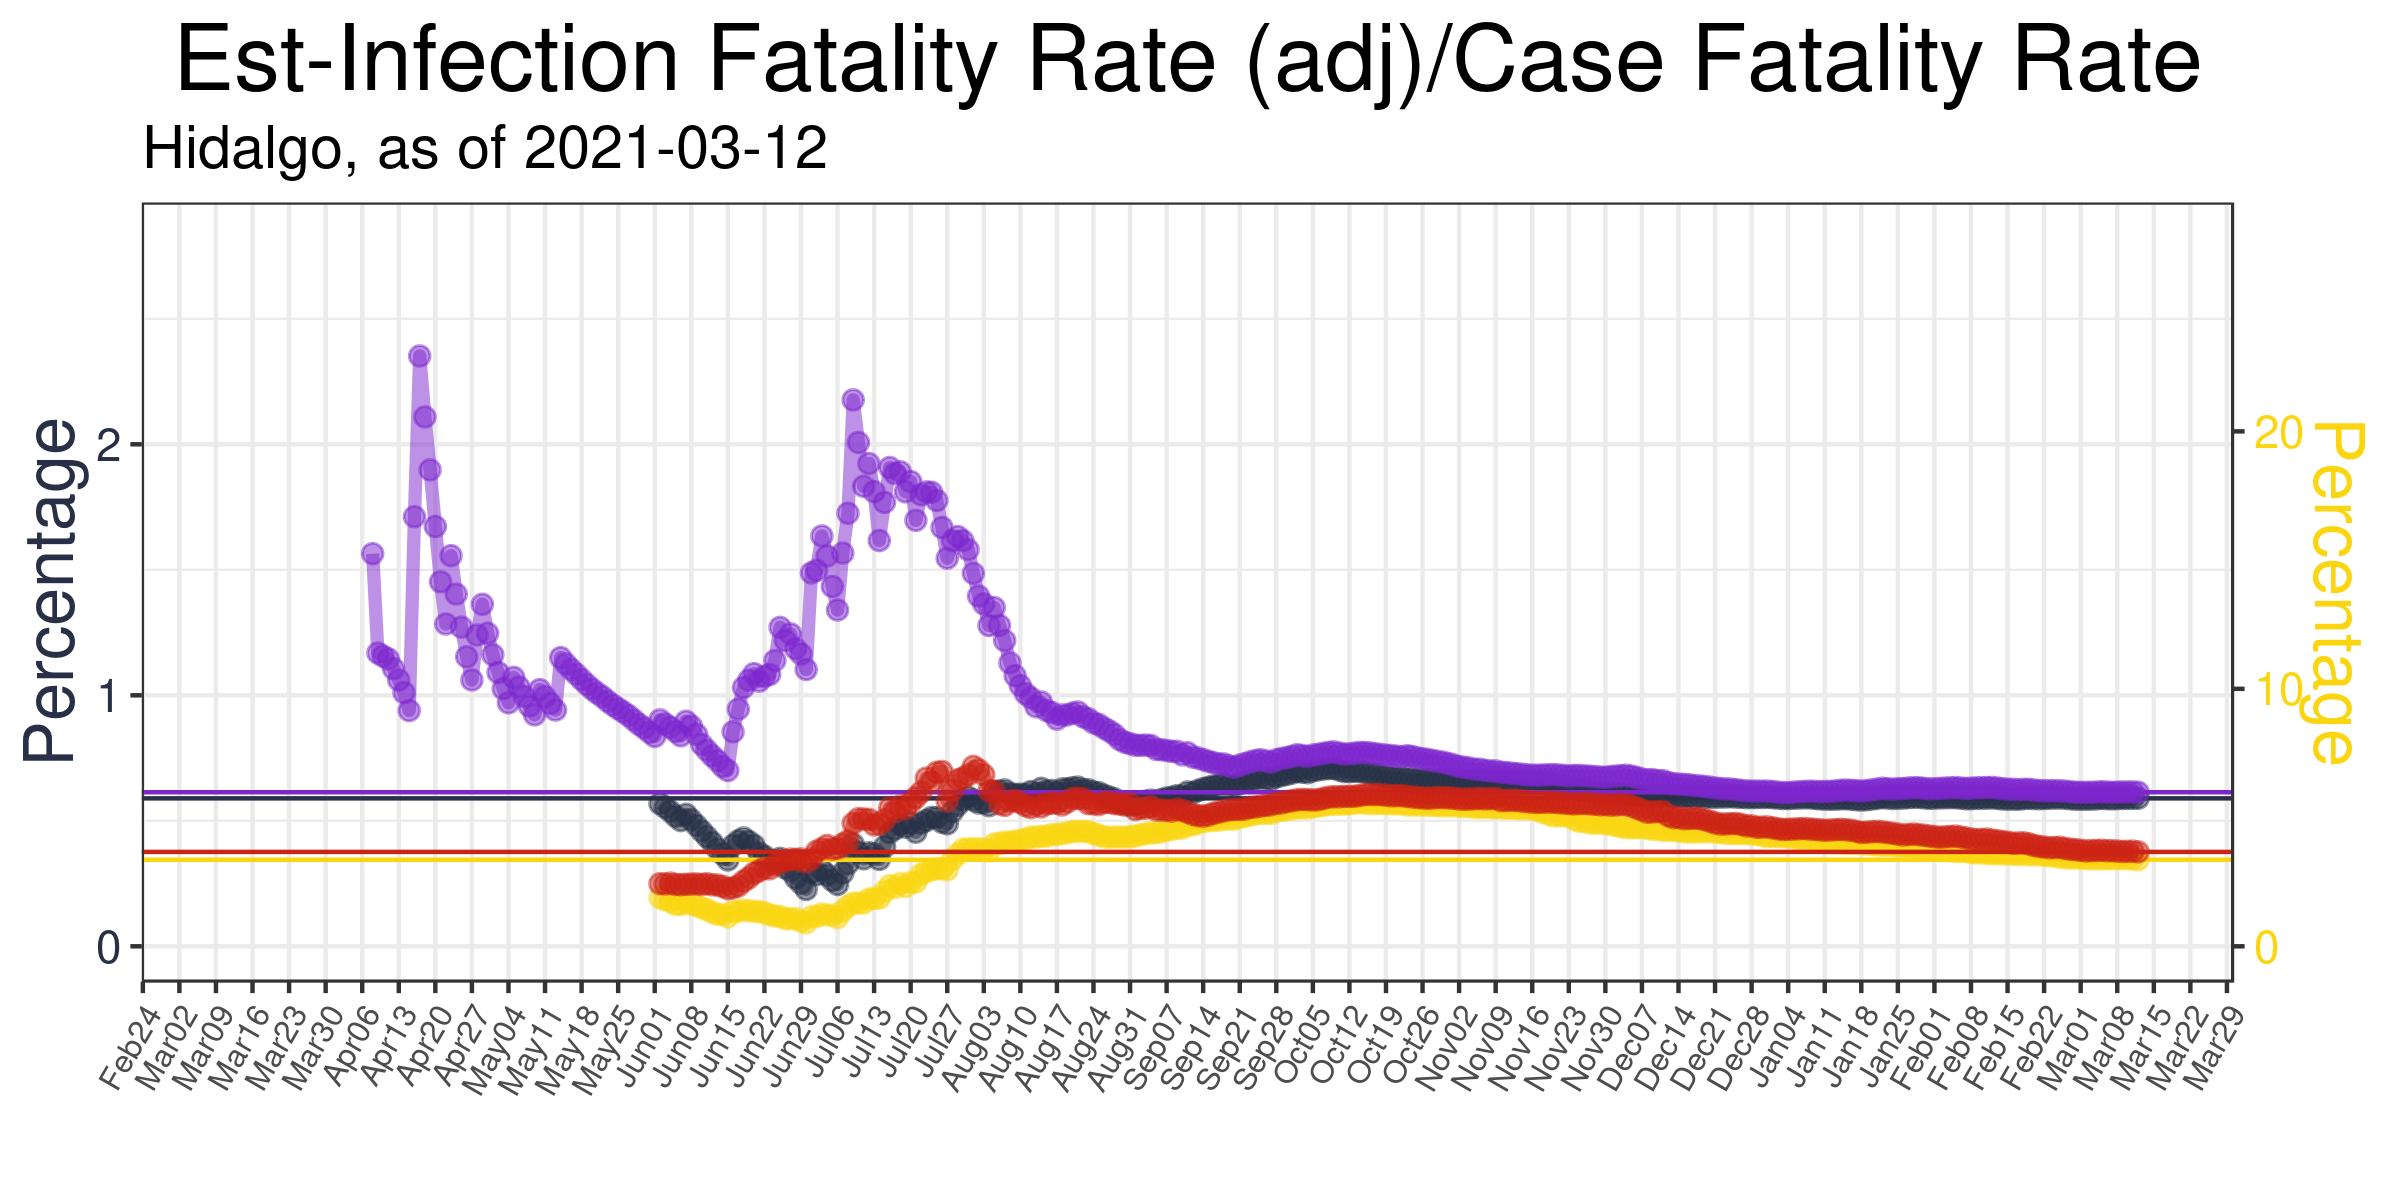 Est-Infection Fatality Rate (adj)/Case Fatality Rate
Hidalgo, as of 2021-03-12
Percentage
2
1
0
20
10
0
Percentage
Feb24
Mar02
Mar09
Mar16
Mar23
Mar30
Apr06
Apr13
Apr20
Apr27
May04
May11
May18
May25
Jun01
Jun08
Jun15
Jun22
Jun29
Jul06
Jul13
Jul20
Jul27
Aug03
Aug10
Aug17
Aug24
Aug31
Sep07
Sep14
Sep21
Sep28
Oct05
Oct12
Oct19
Oct26
Nov02
Nov09
Nov16
Nov23
Nov30
Dec07
Dec14
Dec21
Dec28
Jan04
Jan11
Jan18
Jan25
Feb01
Feb08
Feb15
Feb22
Mar01
Mar08
Mar15
Mar22
Mar29